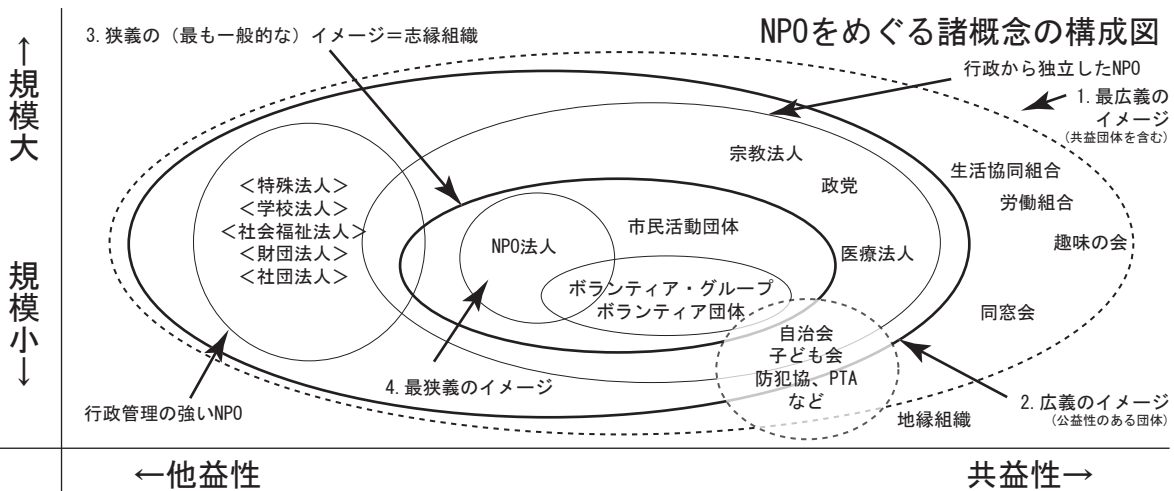 NPOをめぐる諸概念の構成図
↑規模大
規模小↓
3. 狭義の（最も一般的な）イメージ＝志縁組織
行政から独立したNPO
1. 最広義の
イメージ
(共益団体を含む)
宗教法人
政党
医療法人
生活協同組合
労働組合
趣味の会
同窓会
＜特殊法人＞
＜学校法人＞
＜社会福祉法人＞
＜財団法人＞
＜社団法人＞
NPO法人
市民活動団体
ボランティア・グループ
ボランティア団体
自治会
子ども会
防犯協、PTA
など
4. 最狭義のイメージ
行政管理の強いNPO
地縁組織
2. 広義のイメージ
(公益性のある団体)
←他益性
共益性→